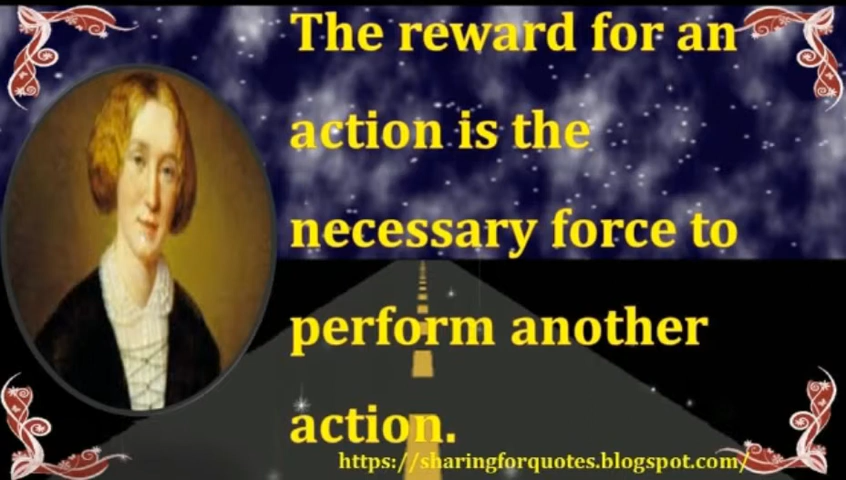 The reward for an
action is the
necessary force to
perform another
action.
https://sharingforquotes.blogspot.com/